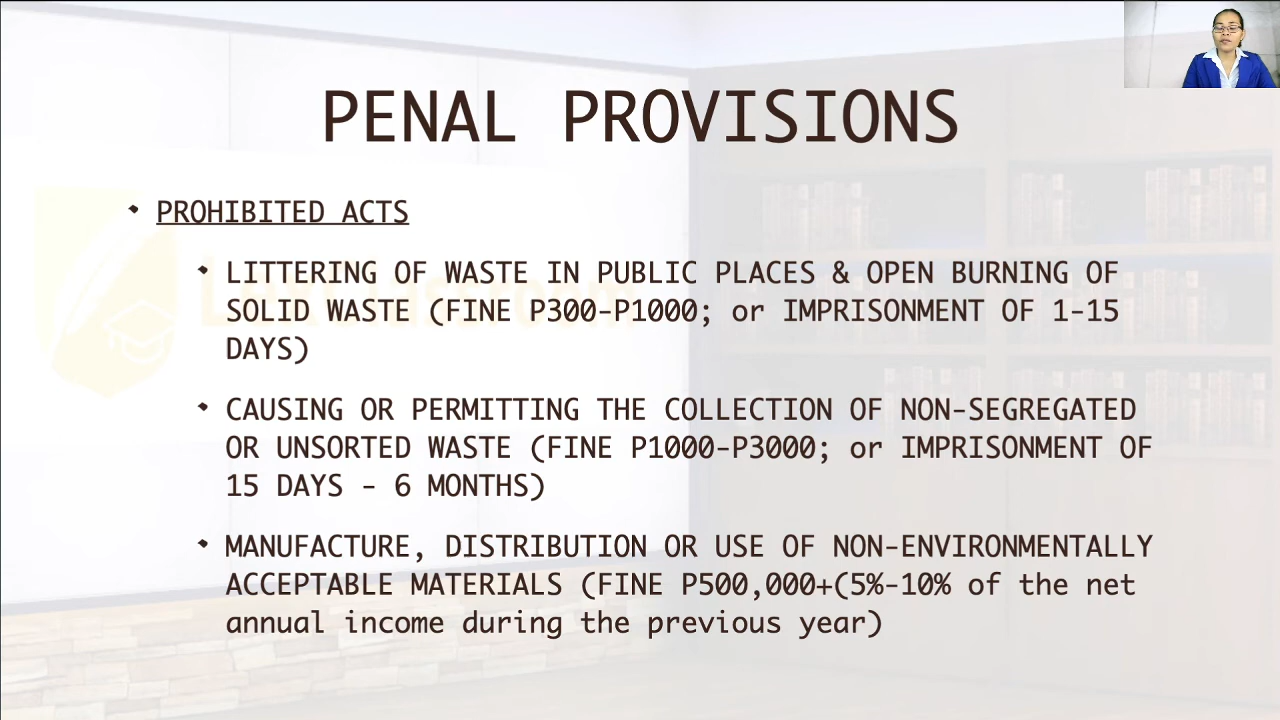 PENAL PROVISIONS
PROHIBITED ACTS
LITTERING OF WASTE IN PUBLIC PLACES & OPEN BURNING OF
SOLID WASTE (FINE P300-P1000; or IMPRISONMENT OF 1-15
DAYS)
CAUSING OR PERMITTING THE COLLECTION OF NON-SEGREGATED
OR UNSORTED WASTE (FINE P1000-P3000; or IMPRISONMENT OF
15 DAYS - 6 MONTHS)
MANUFACTURE, DISTRIBUTION OR USE OF NON-ENVIRONMENTALLY
ACCEPTABLE MATERIALS (FINE P500,000+(5%-10% of the net
annual income during the previous year)